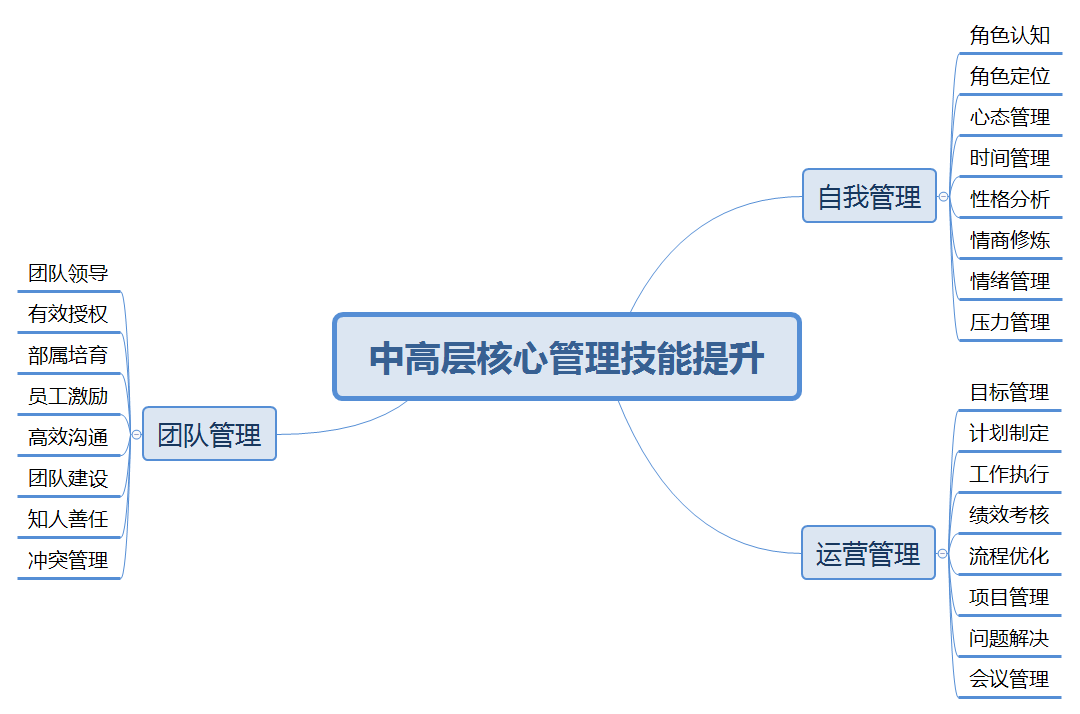 中高层核心管理技能提升
自我管理
角色认知
角色定位
心态管理
时间管理
性格分析
情商修炼
情绪管理
压力管理
运营管理
目标管理
计划制定
工作执行
绩效考核
流程优化
项目管理
问题解决
会议管理
团队管理
团队领导
有效授权
部属培育
员工激励
高效沟通
团队建设
知人善任
冲突管理